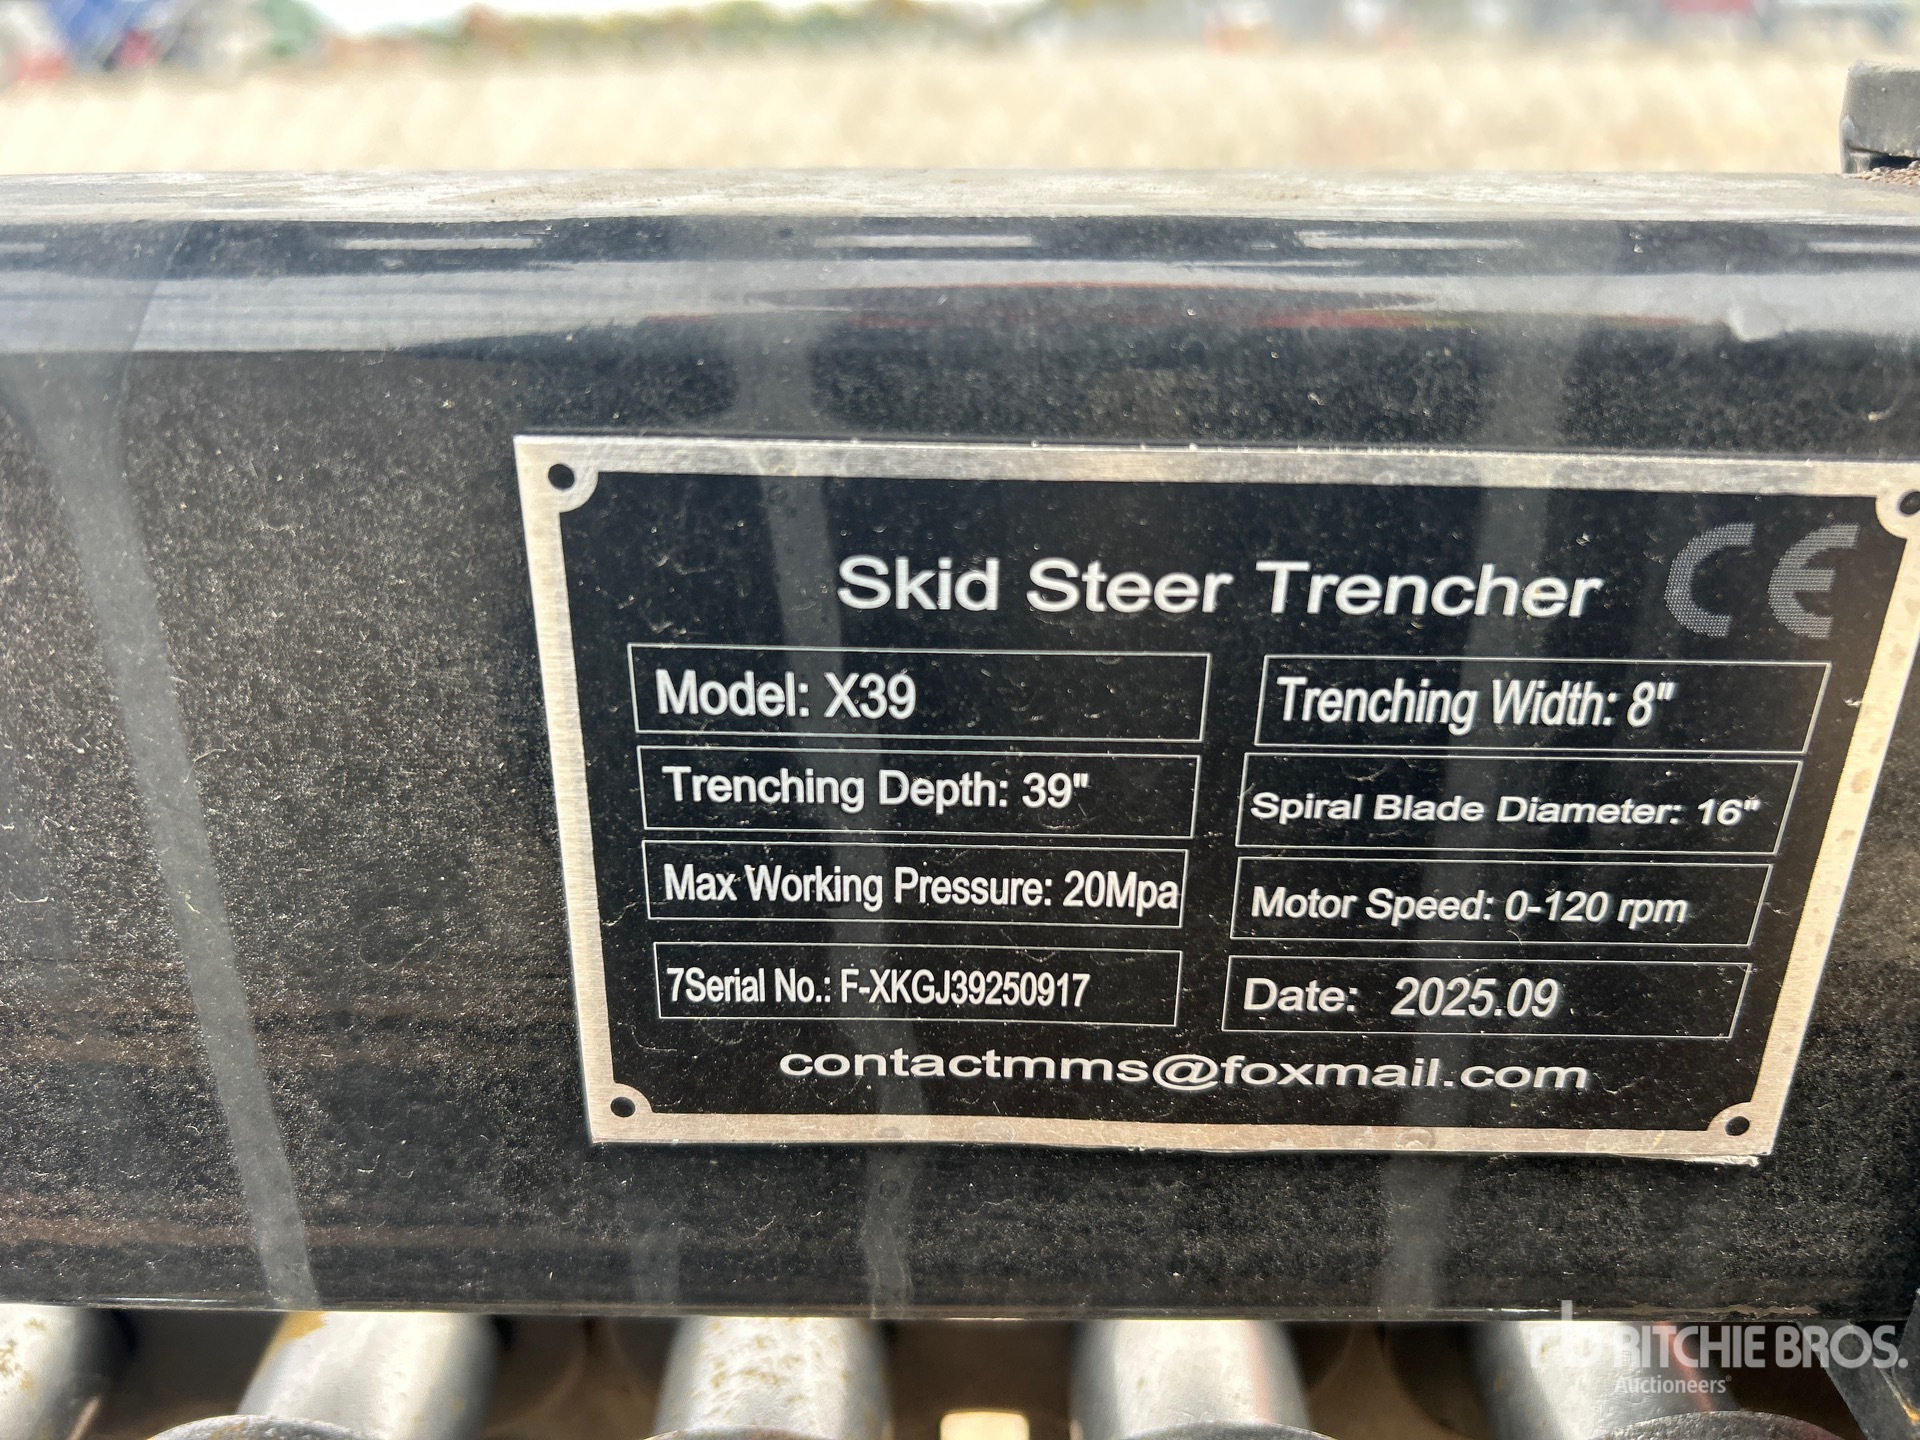 Skid Steer Trencher CE
Model: X39
Trenching Width: 8"
Trenching Depth: 39"
Spiral Blade Diameter: 16"
Max Working Pressure: 20Mpa
Motor Speed: 0-120 rpm
7Serial No.: F-XKGJ39250917
Date: 2025.09
contactmms@foxmail.com
rb RITCHIE BROS.
Auctioneers®